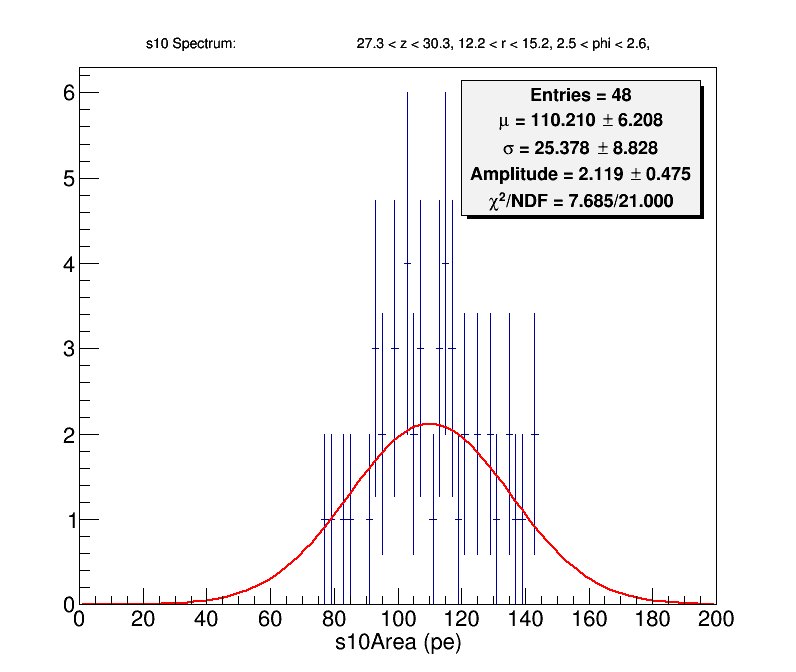 s10 Spectrum: 27.3 < z < 30.3, 12.2 < r < 15.2, 2.5 < phi < 2.6,
Entries = 48
μ = 110.210 ± 6.208
σ = 25.378 ± 8.828
Amplitude = 2.119 ± 0.475
χ²/NDF = 7.685/21.000
6
5
4
3
2
1
0
0 20 40 60 80 100 120 140 160 180 200
s10Area (pe)